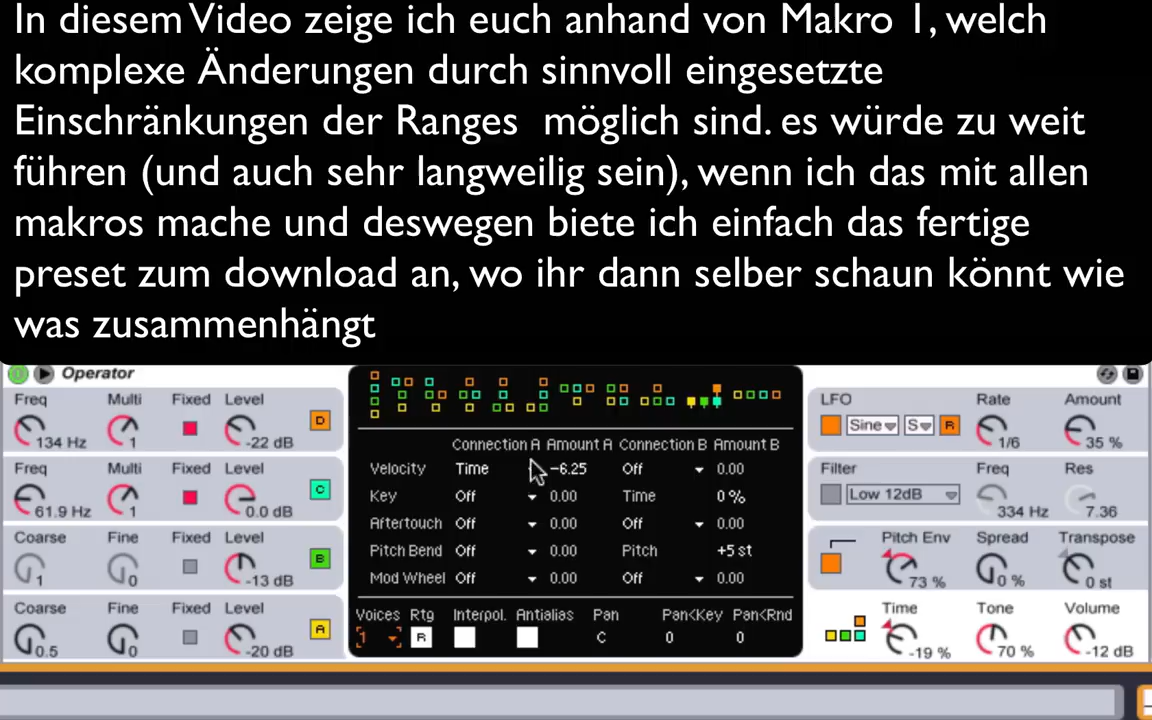 In diesem Video zeige ich euch anhand von Makro 1, welch
komplexe Änderungen durch sinnvoll eingesetzte
Einschränkungen der Ranges möglich sind. es würde zu weit
führen (und auch sehr langweilig sein), wenn ich das mit allen
makros mache und deswegen biete ich einfach das fertige
preset zum download an, wo ihr dann selber schaun könnt wie
was zusammenhängt
Operator
Freq Multi Fixed Level
134 Hz 1 -22 dB D
Freq Multi Fixed Level
61.9 Hz 1 0.0 dB C
Coarse Fine Fixed Level
1 0 -13 dB B
Coarse Fine Fixed Level
0.5 0 -20 dB A
Connection A Amount A Connection B Amount B
Velocity Time -6.25 Off 0.00
Key Off 0.00 Time 0 %
Aftertouch Off 0.00 Off 0.00
Pitch Bend Off 0.00 Pitch +5 st
Mod Wheel Off 0.00 Off 0.00
Voices Rtg Interpol. Antialias Pan Pan<Key Pan<Rnd
1 R C 0 0
LFO Rate Amount
Sine S R 1/6 35 %
Filter Freq Res
Low 12dB 334 Hz 7.36
Pitch Env Spread Transpose
73 % 0 % 0 st
Time Tone Volume
-19 % 70 % -12 dB